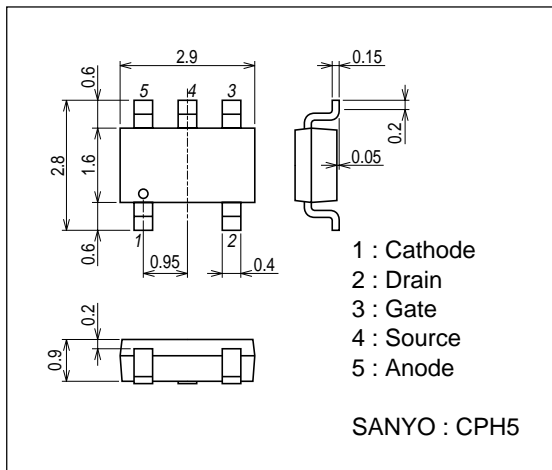 2.9
0.15
0.6
5 4 3
0.2
2.8
1.6
0.05
1 2
0.6
0.95
0.4
1 : Cathode
2 : Drain
3 : Gate
4 : Source
5 : Anode
0.2
0.9
SANYO : CPH5